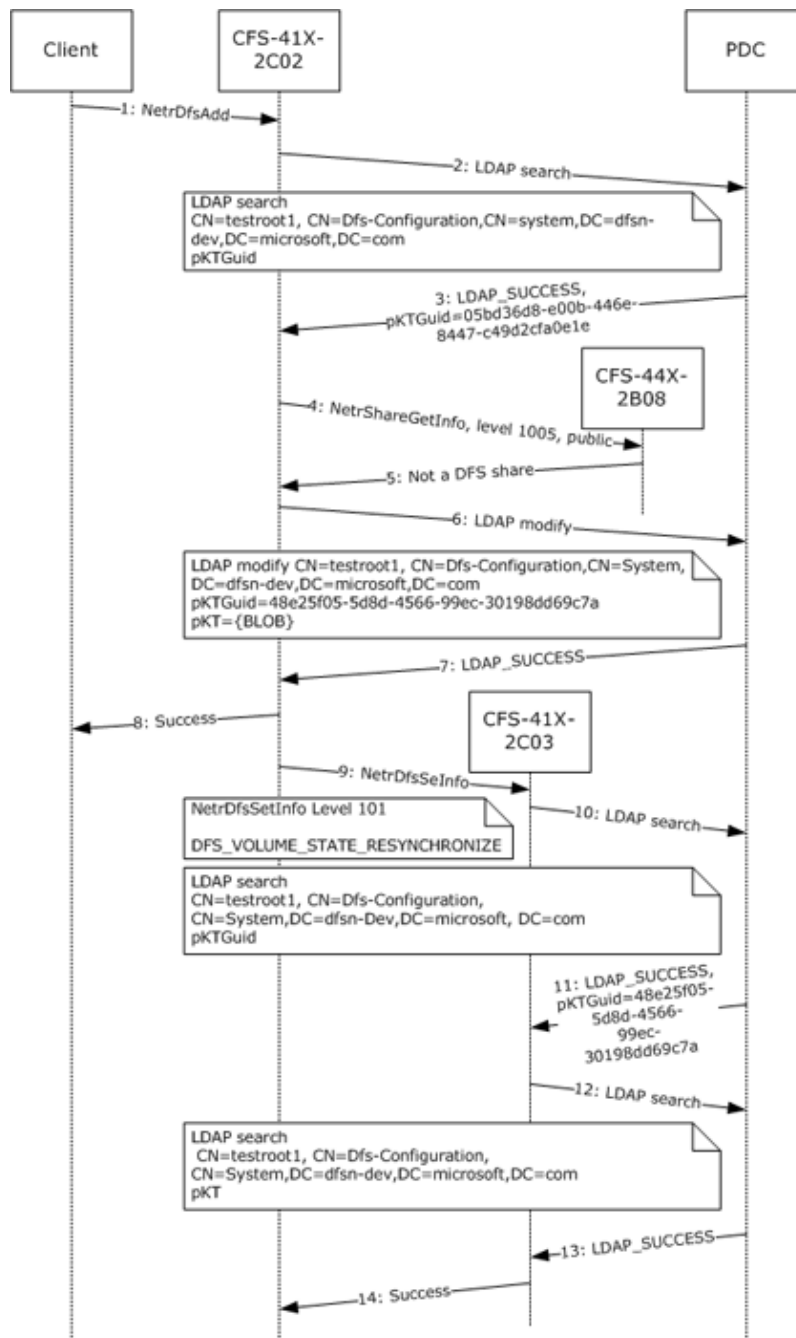 Client
CFS-41X-
2C02
PDC
1: NetrDfsAdd
2: LDAP search
LDAP search
CN=testroot1, CN=Dfs-Configuration,CN=system,DC=dfsn-
dev,DC=microsoft,DC=com
pKTGuid
3: LDAP_SUCCESS,
pKTGuid=05bd36d8-e00b-446e-
8447-c49d2cfa0e1e
CFS-44X-
2B08
4: NetrShareGetInfo, level 1005, public
5: Not a DFS share
6: LDAP modify
LDAP modify CN=testroot1, CN=Dfs-Configuration,CN=System,
DC=dfsn-dev,DC=microsoft,DC=com
pKTGuid=48e25f05-5d8d-4566-99ec-30198dd69c7a
pKT={BLOB}
7: LDAP_SUCCESS
8: Success
CFS-41X-
2C03
9: NetrDfsSeInfo
NetrDfsSetInfo Level 101
DFS_VOLUME_STATE_RESYNCHRONIZE
10: LDAP search
LDAP search
CN=testroot1, CN=Dfs-Configuration,
CN=System,DC=dfsn-Dev,DC=microsoft, DC=com
pKTGuid
11: LDAP_SUCCESS,
pKTGuid=48e25f05-
5d8d-4566-
99ec-
30198dd69c7a
12: LDAP search
LDAP search
CN=testroot1, CN=Dfs-Configuration,
CN=System,DC=dfsn-dev,DC=microsoft,DC=com
pKT
13: LDAP_SUCCESS
14: Success